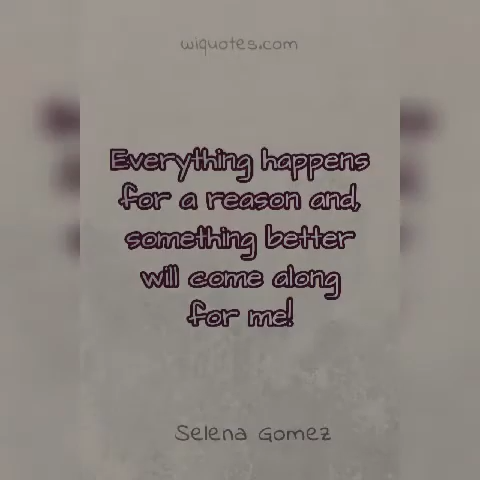 wiquotes.com
Everything happens
for a reason and,
something better
will come along
for me!
Selena Gomez